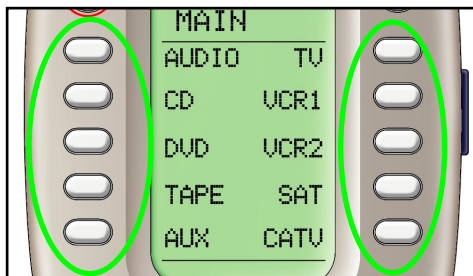 MAIN
AUDIO TV
CD VCR1
DVD VCR2
TAPE SAT
AUX CATV